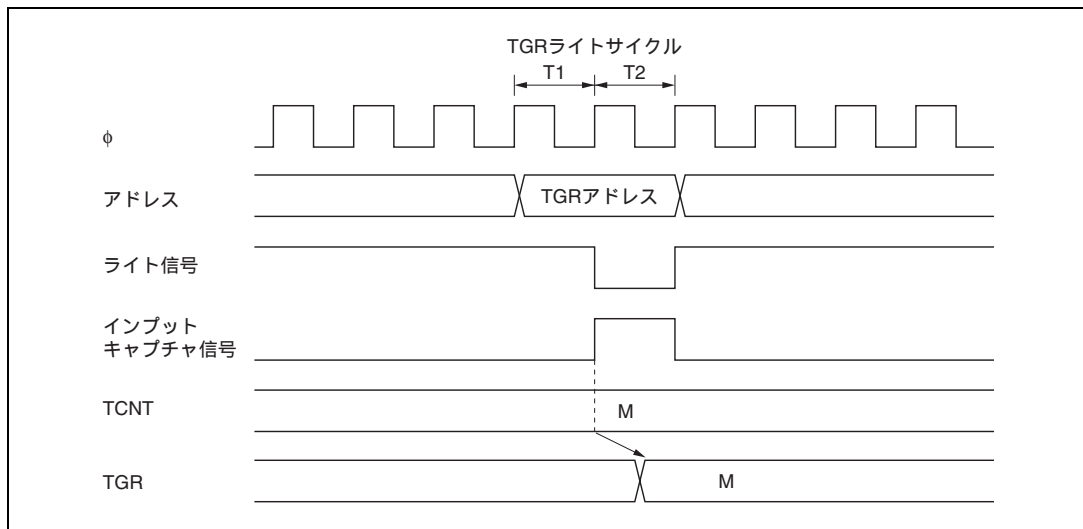 TGRライトサイクル
T1 T2
φ
アドレス TGRアドレス
ライト信号
インプット
キャプチャ信号
TCNT M
TGR M